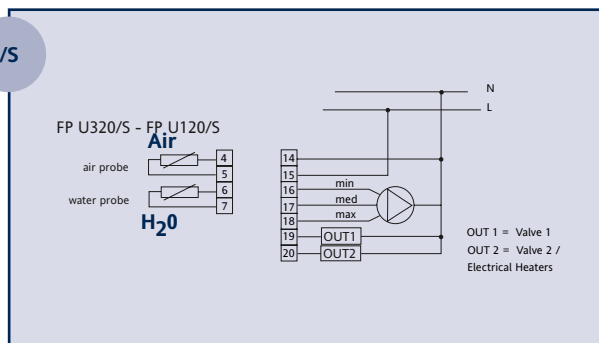 /S
FP U320/S - FP U120/S
Air
air probe
4
5
water probe
6
7
H20
N
L
14
15
16
17
18
19
20
min
med
max
OUT1
OUT2
OUT 1 = Valve 1
OUT 2 = Valve 2 /
Electrical Heaters